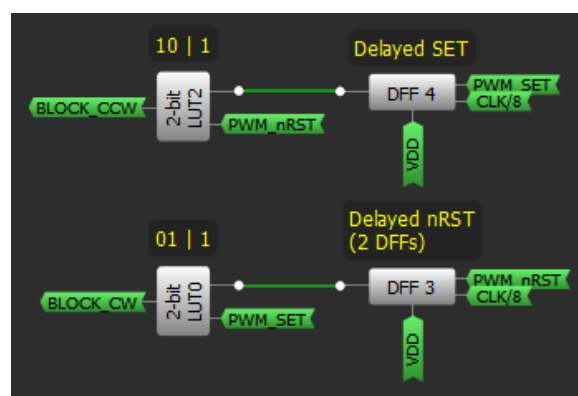 10 | 1
Delayed SET
BLOCK_CCW
2-bit
LUT2
PWM_nRST
DFF 4
PWM_SET
CLK/8
VDD
01 | 1
Delayed nRST
(2 DFFs)
BLOCK_CW
2-bit
LUT0
PWM_SET
DFF 3
PWM_nRST
CLK/8
VDD